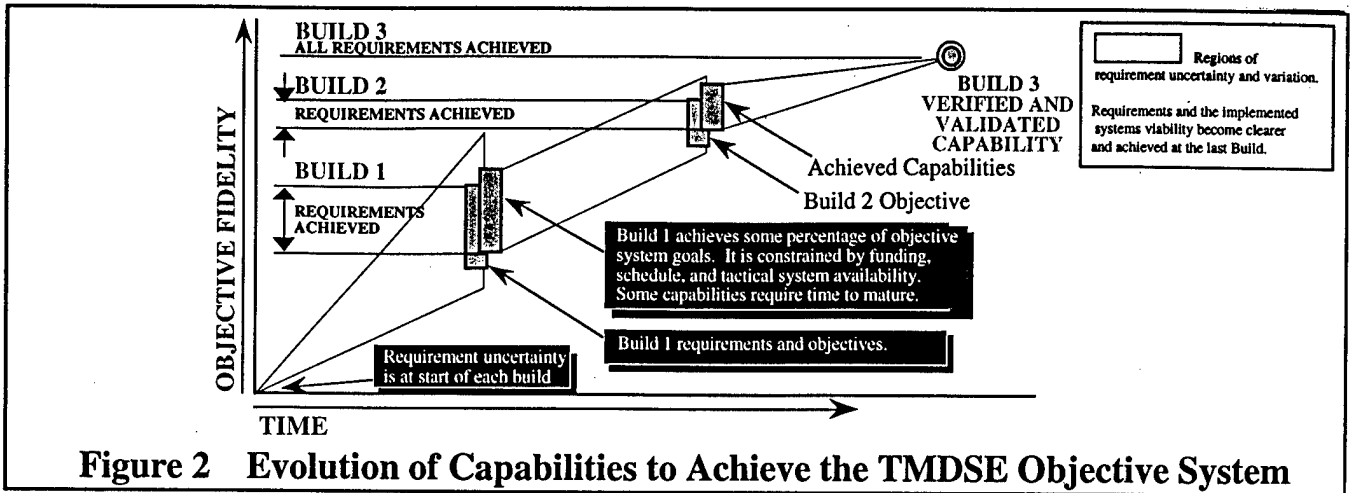 BUILD 3
ALL REQUIREMENTS ACHIEVED
BUILD 2
REQUIREMENTS ACHIEVED
BUILD 1
REQUIREMENTS
ACHIEVED
OBJECTIVE FIDELITY
BUILD 3
VERIFIED AND
VALIDATED
CAPABILITY
Regions of
requirement uncertainty and variation.
Requirements and the implemented
systems viability become clearer
and achieved at the last Build.
Achieved Capabilities
Build 2 Objective
Build 1 achieves some percentage of objective
system goals. It is constrained by funding,
schedule, and tactical system availability.
Some capabilities require time to mature.
Build 1 requirements and objectives.
Requirement uncertainty
is at start of each build
TIME
Figure 2 Evolution of Capabilities to Achieve the TMDSE Objective System